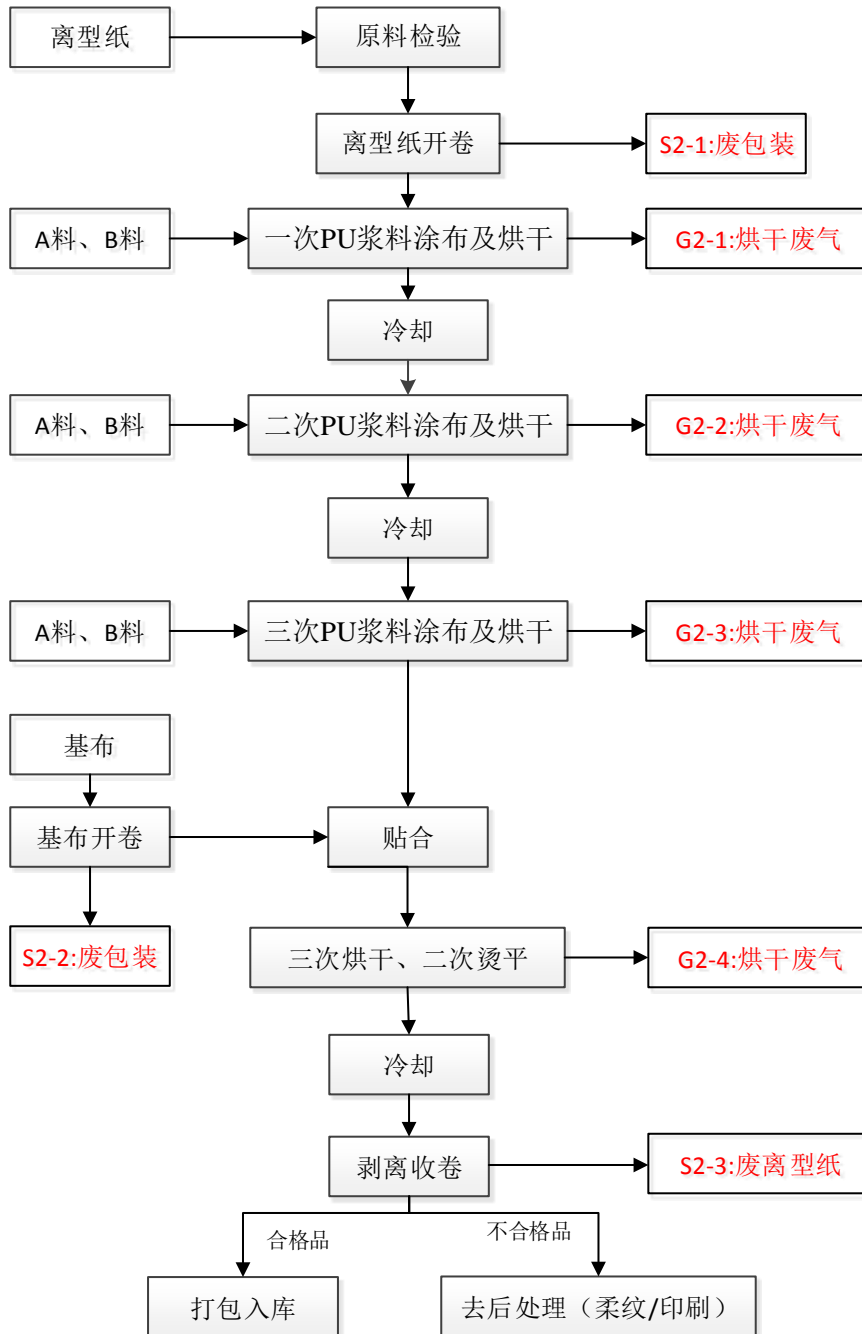 离型纸
原料检验
离型纸开卷
S2-1:废包装
A料、B料
一次PU浆料涂布及烘干
G2-1:烘干废气
冷却
A料、B料
二次PU浆料涂布及烘干
G2-2:烘干废气
冷却
A料、B料
三次PU浆料涂布及烘干
G2-3:烘干废气
基布
基布开卷
贴合
S2-2:废包装
三次烘干、二次烫平
G2-4:烘干废气
冷却
剥离收卷
S2-3:废离型纸
合格品
不合格品
打包入库
去后处理（柔纹/印刷）